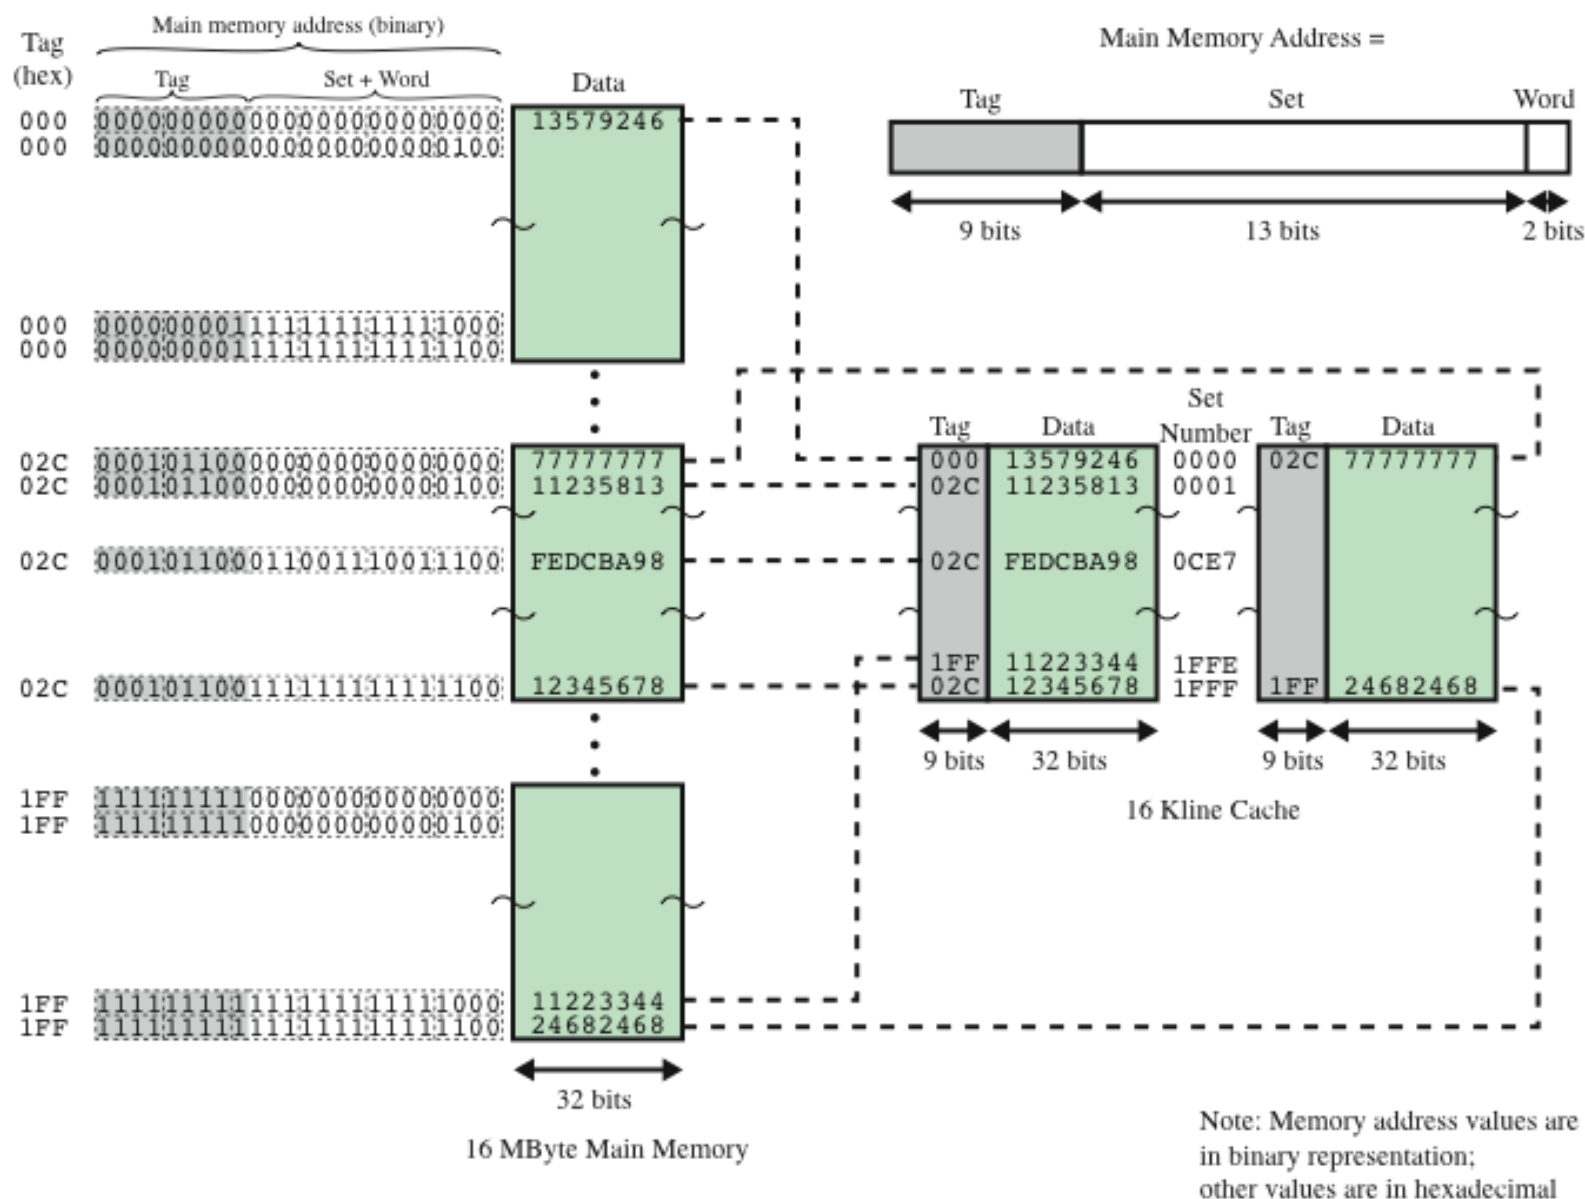 Main memory address (binary)
Tag
(hex)
Tag Set + Word Data
000 000000000000000000000000 13579246
000 000000000000000000000100
000 000000001111111111111000
000 000000001111111111111100
02C 000101100000000000000000 77777777
02C 000101100000000000000100 11235813
02C 000101100011001110011100 FEDCBA98
02C 000101100111111111111100 12345678
1FF 111111111000000000000000
1FF 111111111000000000000100
1FF 111111111111111111111000 11223344
1FF 111111111111111111111100 24682468
32 bits
16 MByte Main Memory
Main Memory Address =
Tag Set Word
9 bits 13 bits 2 bits
Set
Tag Data Number Tag Data
000 13579246 0000 02C 77777777
02C 11235813 0001
02C FEDCBA98 0CE7
1FF 11223344 1FFE
02C 12345678 1FFF 1FF 24682468
9 bits 32 bits 9 bits 32 bits
16 Kline Cache
Note: Memory address values are
in binary representation;
other values are in hexadecimal